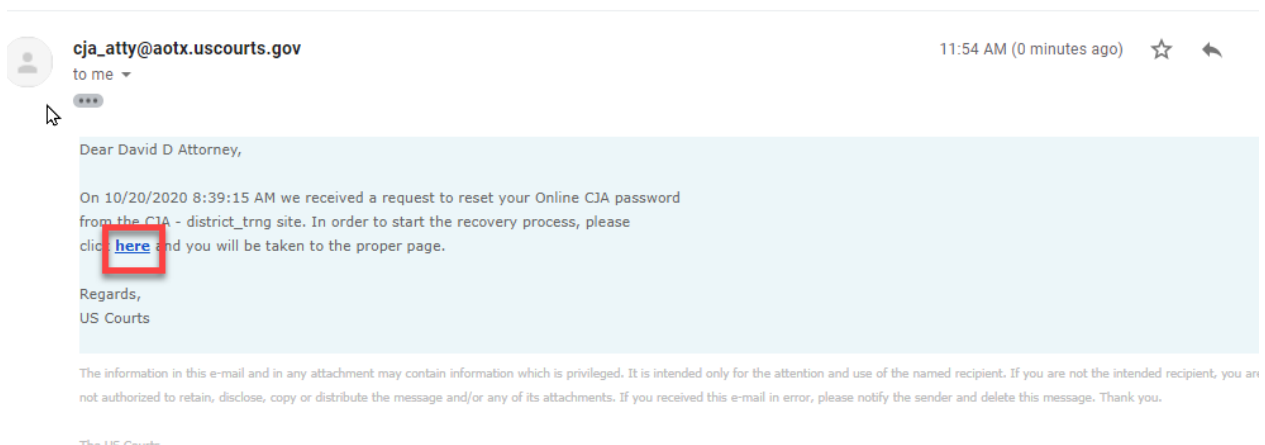 cja_atty@aotx.uscourts.gov 11:54 AM (0 minutes ago)
to me
Dear David D Attorney,
On 10/20/2020 8:39:15 AM we received a request to reset your Online CJA password
from the CJA - district_trng site. In order to start the recovery process, please
click here and you will be taken to the proper page.
Regards,
US Courts
The information in this e-mail and in any attachment may contain information which is privileged. It is intended only for the attention and use of the named recipient. If you are not the intended recipient, you are
not authorized to retain, disclose, copy or distribute the message and/or any of its attachments. If you received this e-mail in error, please notify the sender and delete this message. Thank you.
The US Courts